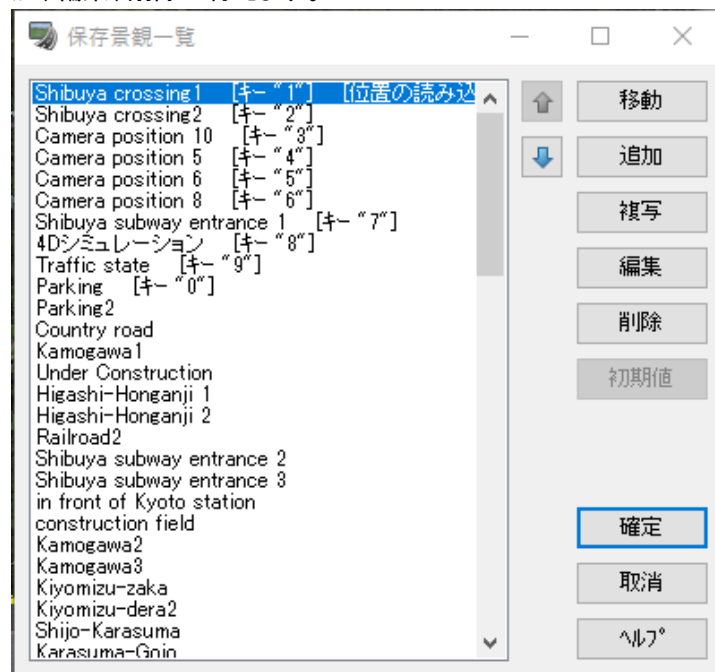 保存景観一覧
Shibuya crossing1 [キー "1"] [位置の読み込
Shibuya crossing2 [キー "2"]
Camera position 10 [キー "3"]
Camera position 5 [キー "4"]
Camera position 6 [キー "5"]
Camera position 8 [キー "6"]
Shibuya subway entrance 1 [キー "7"]
4Dシミュレーション [キー "8"]
Traffic state [キー "9"]
Parking [キー "0"]
Parking2
Country road
Kamogawa1
Under Construction
Higashi-Honganji 1
Higashi-Honganji 2
Railroad2
Shibuya subway entrance 2
Shibuya subway entrance 3
in front of Kyoto station
construction field
Kamogawa2
Kamogawa3
Kiyomizu-zaka
Kiyomizu-dera2
Shijo-Karasuma
Karasuma-Gojo
移動
追加
複写
編集
削除
初期値
確定
取消
ヘルプ